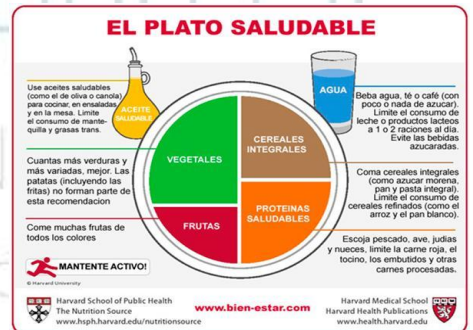 EL PLATO SALUDABLE
Use aceites saludables
(como el de oliva o canola)
para cocinar, en ensaladas
y en la mesa. Limite
el consumo de mante-
quilla y grasas trans.
ACEITE
SALUDABLE
AGUA
Beba agua, té o café (con
poco o nada de azucar).
Limite el consumo de
leche o productos lacteos
a 1 o 2 raciones al día.
Evite las bebidas
azucaradas.
VEGETALES
CEREALES
INTEGRALES
Cuantas más verduras y
más variadas, mejor. Las
patatas (incluyendo las
fritas) no forman parte de
esta recomendacion
Coma cereales integrales
(como azucar morena,
pan y pasta integral).
Limite el consumo de
cereales refinados (como el
arroz y el pan blanco).
FRUTAS
PROTEINAS
SALUDABLES
Come muchas frutas de
todos los colores
Escoja pescado, ave, judias
y nueces, limite la carne roja, el
tocino, los embutidos y otras
carnes procesadas.
MANTENTE ACTIVO!
© Harvard University
Harvard School of Public Health
The Nutrition Source
www.hsph.harvard.edu/nutritionsource
www.bien-estar.com
Harvard Medical School
Harvard Health Publications
www.health.harvard.edu